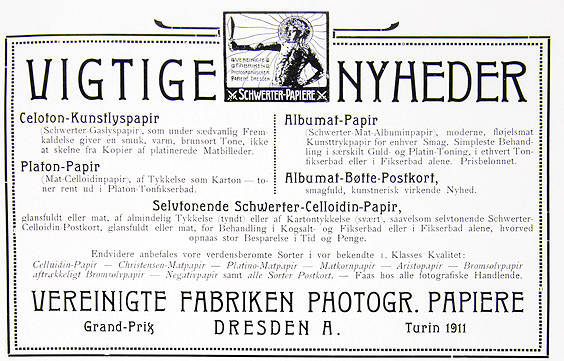 VEREINIGTE
FABRIKEN
PHOTOGRAPHISCHER
PAPIERE DRESDEN
SCHWERTER-PAPIERE
VIGTIGE NYHEDER
Celoton-Kunstlyspapir
(Schwerter-Gaslyspapir), som under sædvanlig Frem-
kaldelse giver en smuk, varm, brunsort Tone, ikke
at skelne fra Kopier af platinerede Matbilleder.
Platon-Papir
(Mat-Celloidinpapir), af Tykkelse som Karton — to-
ner rent ud i Platon-Tonfikserbad.
Albumat-Papir
(Schwerter-Mat-Albuminpapir), moderne, fløjelsmat
Kunsttrykpapir for enhver Smag. Simpleste Behand-
ling i særskilt Guld- og Platin-Toning, i ethvert Ton-
fikserbad eller i Fikserbad alene. Prisbelønnet.
Albumat-Bøtte-Postkort,
smagfuld, kunstnerisk virkende Nyhed.
Selvtonende Schwerter-Celloidin-Papir,
glansfuldt eller mat, af almindelig Tykkelse (tyndt) eller af Kartontykkelse (svært), saavelsom selvtonende Schwerter-
Celloidin-Postkort, glansfuldt eller mat, for Behandling i Kogsalt- og Fikserbad eller i Fikserbad alene, hvorved
opnaas stor Besparelse i Tid og Penge.
Endvidere anbefales vore verdensberømte Sorter i vor bekendte 1. Klasses Kvalitet:
Celluidin-Papir — Christensen-Matpapir — Platino-Matpapir — Matkornpapir — Aristopapir — Bromsølvpapir
aftrækkeligt Bromsølvpapir — Negativpapir samt alle Sorter Postkort. — Faas hos alle fotografiske Handlende.
VEREINIGTE FABRIKEN PHOTOGR. PAPIERE
Grand-Prix DRESDEN A. Turin 1911